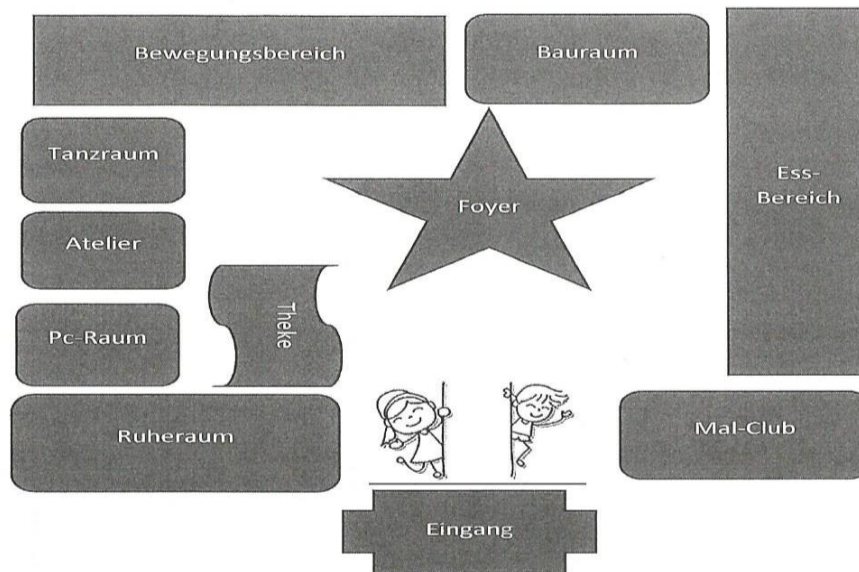 Bewegungsbereich
Bauraum
Tanzraum
Foyer
Ess-
Bereich
Atelier
Pc-Raum
Theke
Ruheraum
Mal-Club
Eingang